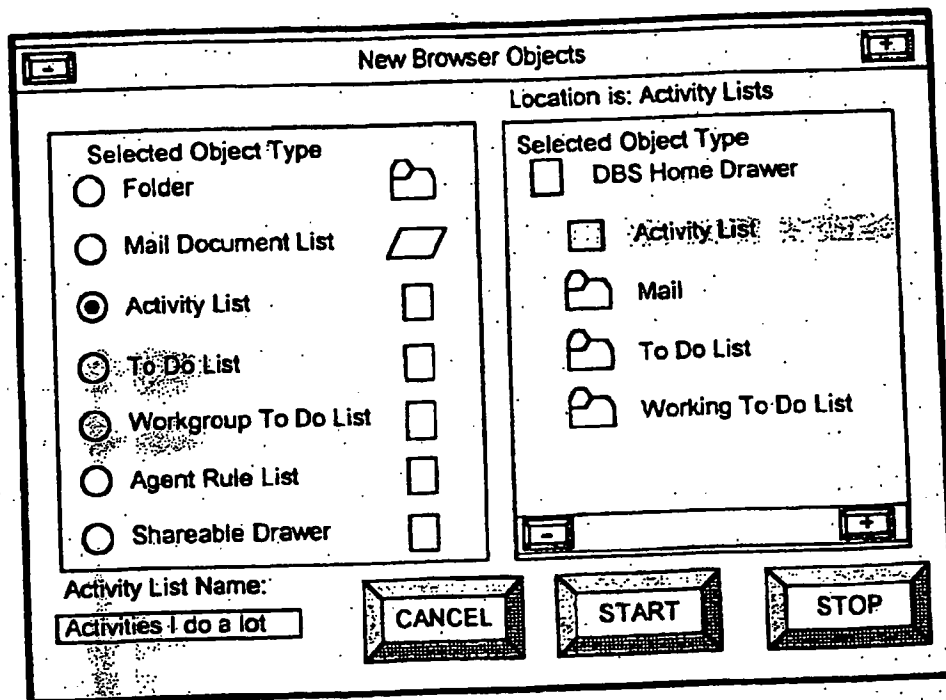 -
New Browser Objects
+
Location is: Activity Lists
Selected Object Type
Folder
Mail Document List
Activity List
To Do List
Workgroup To Do List
Agent Rule List
Shareable Drawer
Selected Object Type
DBS Home Drawer
Activity List
Mail
To Do List
Working To Do List
-
+
Activity List Name:
Activities I do a lot
CANCEL
START
STOP